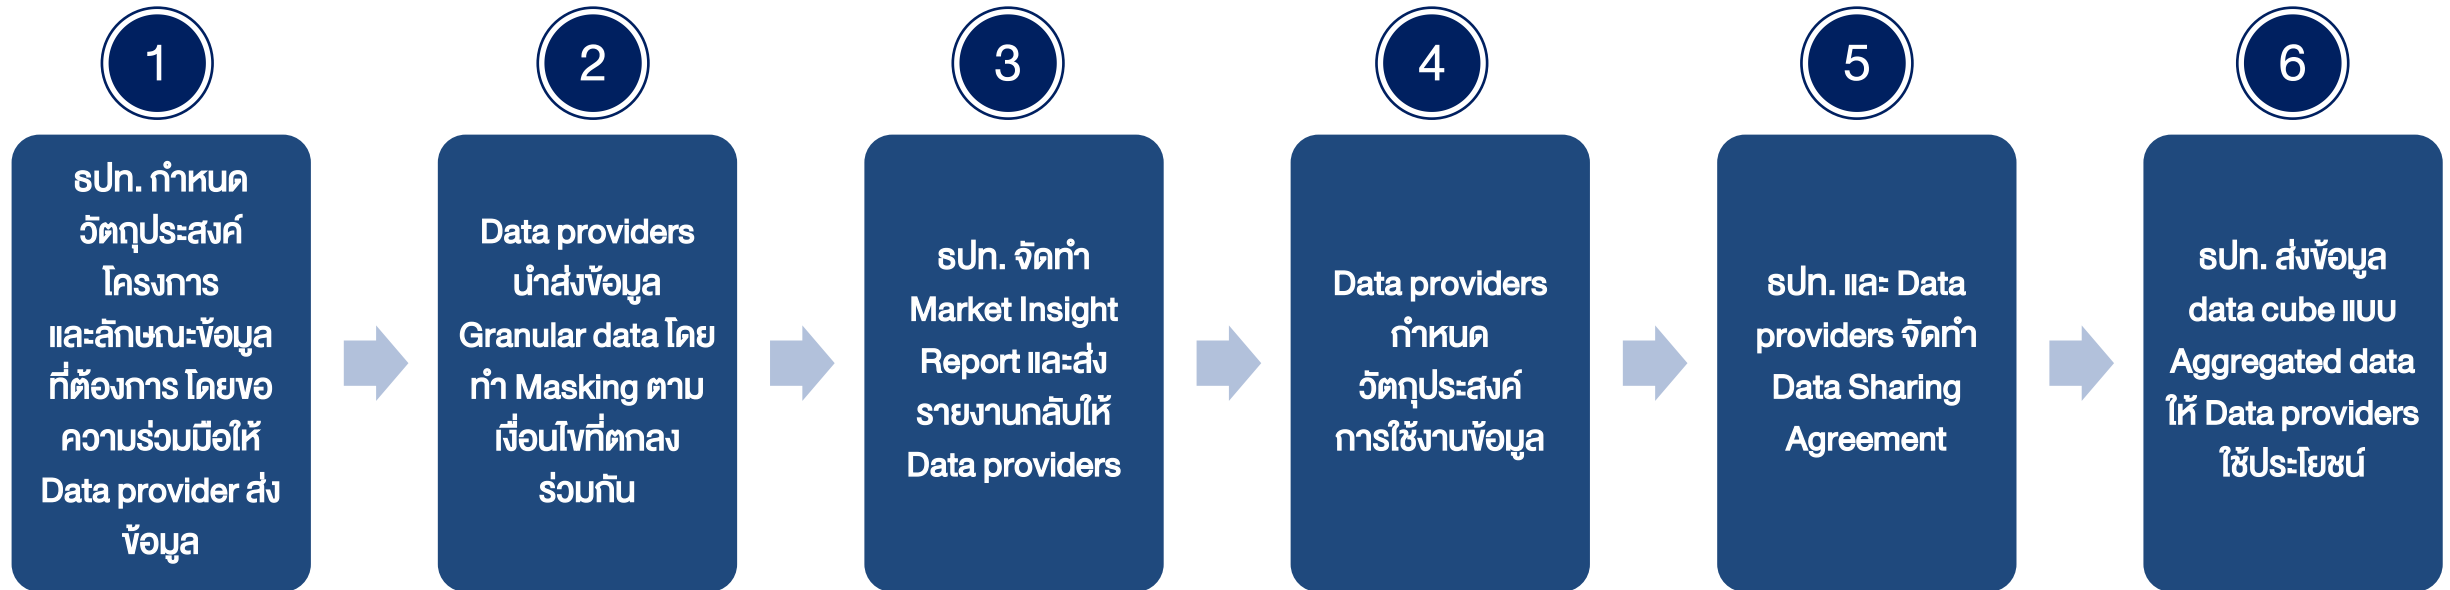 1
ธปท. กำหนด
วัตถุประสงค์
โครงการ
และลักษณะข้อมูล
ที่ต้องการ โดยขอ
ความร่วมมือให้
Data provider ส่ง
ข้อมูล
2
Data providers
นำส่งข้อมูล
Granular data โดย
ทำ Masking ตาม
เงื่อนไขที่ตกลง
ร่วมกัน
3
ธปท. จัดทำ
Market Insight
Report และส่ง
รายงานกลับให้
Data providers
4
Data providers
กำหนด
วัตถุประสงค์
การใช้งานข้อมูล
5
ธปท. และ Data
providers จัดทำ
Data Sharing
Agreement
6
ธปท. ส่งข้อมูล
data cube แบบ
Aggregated data
ให้ Data providers
ใช้ประโยชน์